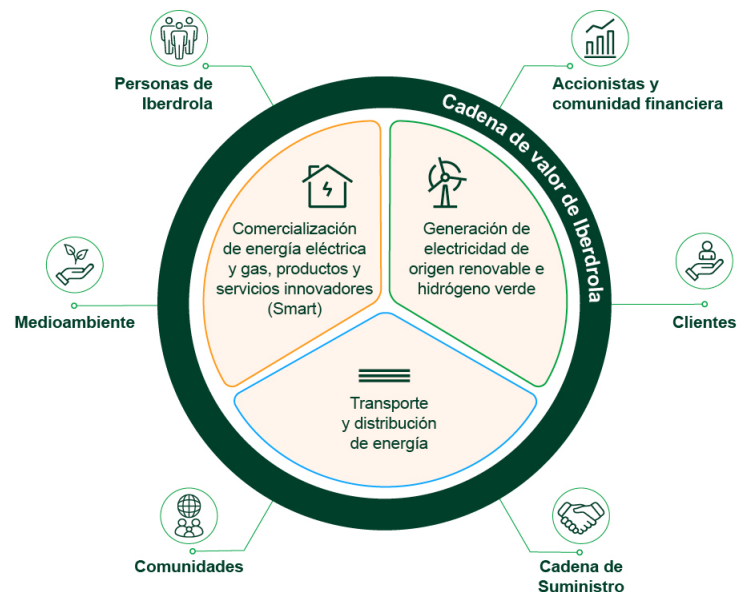 Personas de
Iberdrola
Accionistas y
comunidad financiera
Cadena de valor de Iberdrola
Comercialización
de energía eléctrica
y gas, productos y
servicios innovadores
(Smart)
Generación de
electricidad de
origen renovable e
hidrógeno verde
Medioambiente
Clientes
Transporte
y distribución
de energía
Comunidades
Cadena de
Suministro